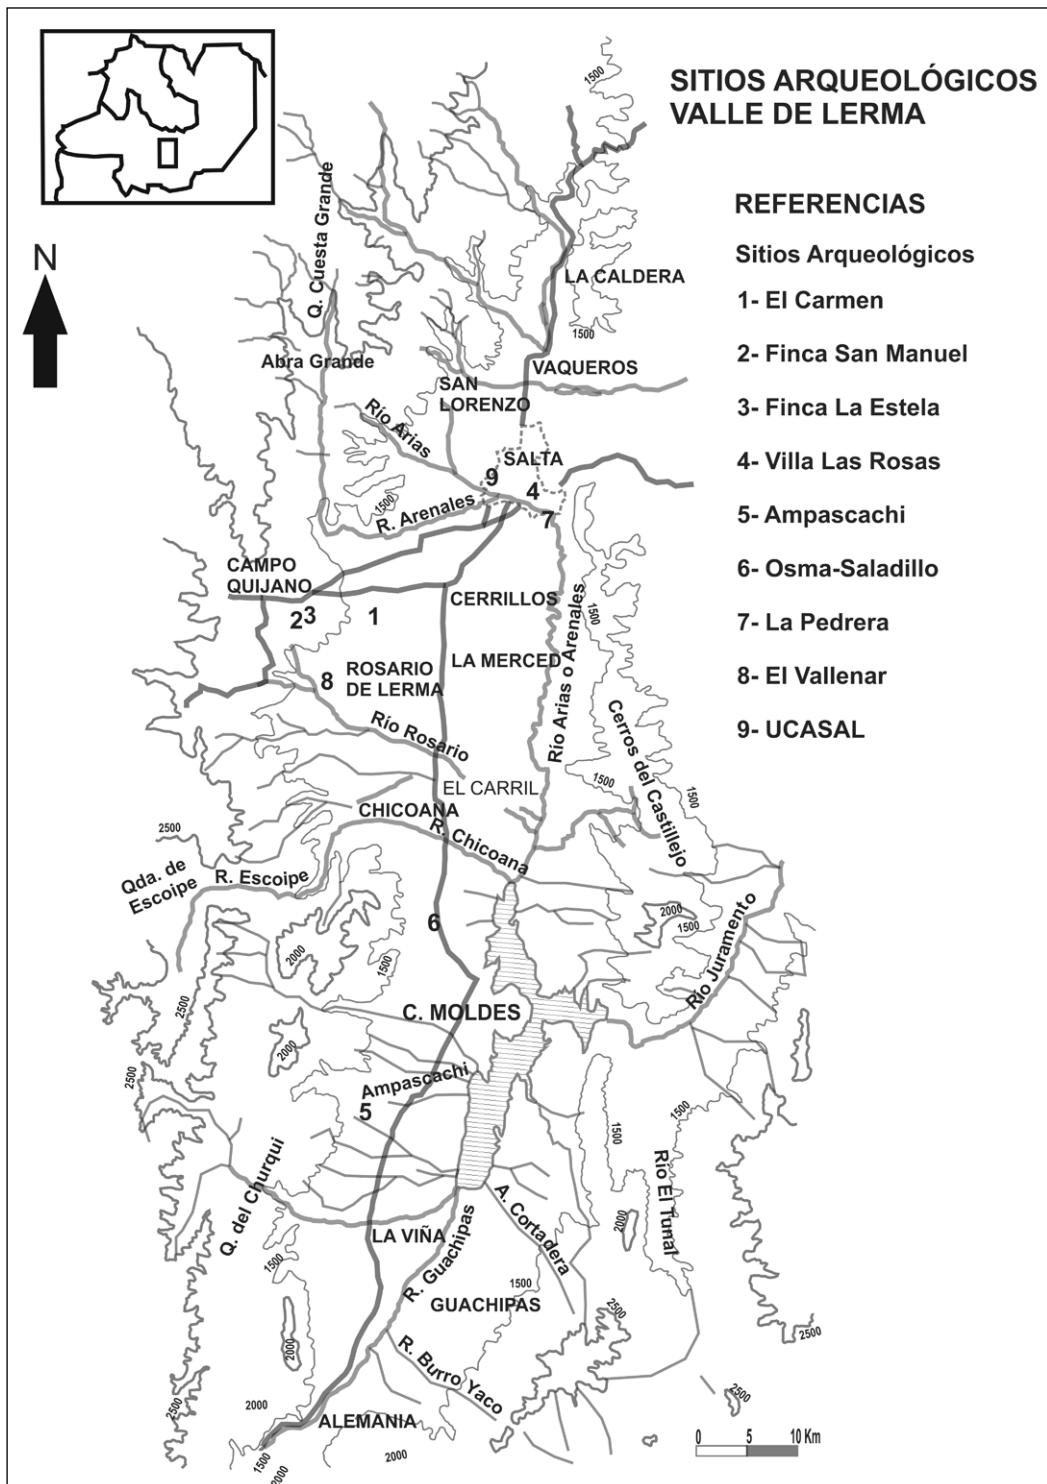 SITIOS ARQUEOLÓGICOS
VALLE DE LERMA
REFERENCIAS
Sitios Arqueológicos
1- El Carmen
2- Finca San Manuel
3- Finca La Estela
4- Villa Las Rosas
5- Ampascachi
6- Osma-Saladillo
7- La Pedrera
8- El Vallenar
9- UCASAL
N
1500
Q. Cuesta Grande
LA CALDERA
1500
Abra Grande
VAQUEROS
SAN
LORENZO
Río Arias
SALTA
9
4
7
1500
R. Arenales
CAMPO
QUIJANO
CERRILLOS
2
3
1
1500
LA MERCED
Río Arias o Arenales
ROSARIO
DE LERMA
8
Río Rosario
Cerros del Castillejo
1500
1500
EL CARRIL
CHICOANA
R. Chicoana
2500
Qda. de
Escoipe
R. Escoipe
6
2000
1500
2000
1500
Río Juramento
2500
C. MOLDES
2000
2500
Ampascachi
5
1500
1500
Q. del Churqui
Río El Tunal
A. Cortadera
2000
LA VIÑA
R. Guachipas
1500
1500
GUACHIPAS
2500
2500
2000
R. Burro Yaco
2500
2500
2000
ALEMANIA
2000
1500
2000
0 5 10 Km